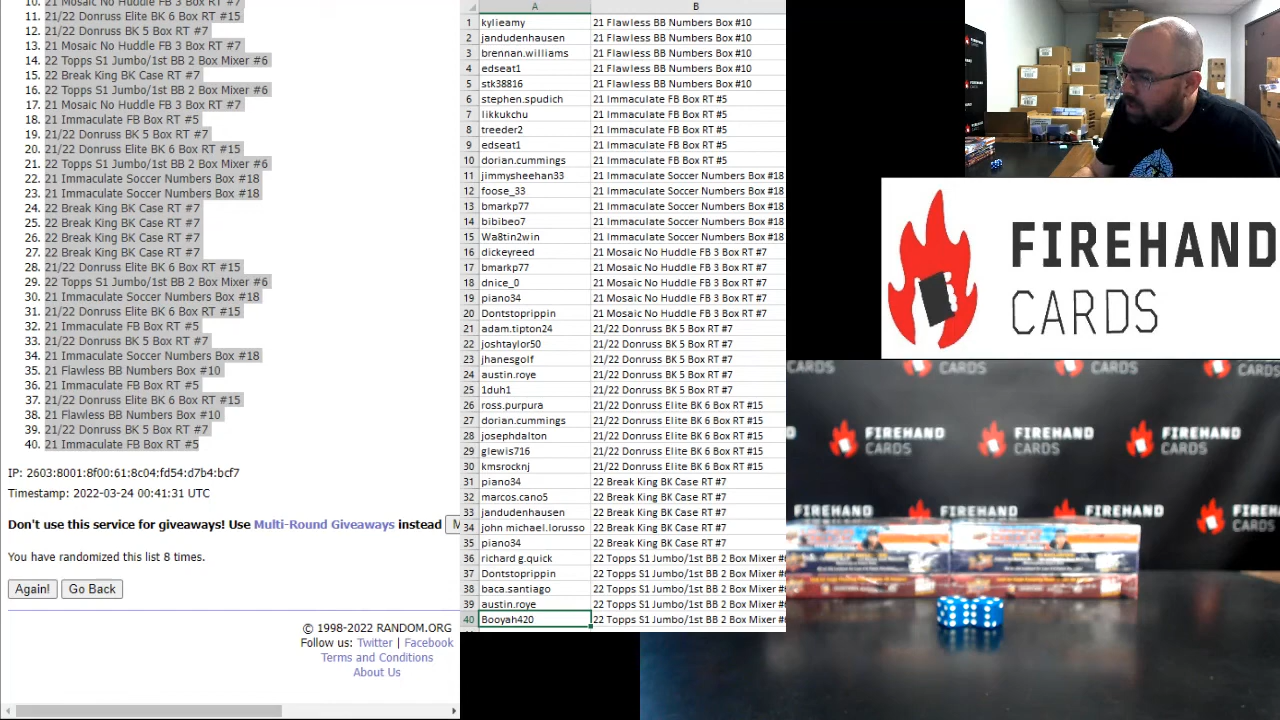 10. 21 Mosaic No Huddle FB 3 Box RT #7
11. 21/22 Donruss Elite BK 6 Box RT #15
12. 21/22 Donruss BK 5 Box RT #7
13. 21 Mosaic No Huddle FB 3 Box RT #7
14. 22 Topps S1 Jumbo/1st BB 2 Box Mixer #6
15. 22 Break King BK Case RT #7
16. 22 Topps S1 Jumbo/1st BB 2 Box Mixer #6
17. 21 Mosaic No Huddle FB 3 Box RT #7
18. 21 Immaculate FB Box RT #5
19. 21/22 Donruss BK 5 Box RT #7
20. 21/22 Donruss Elite BK 6 Box RT #15
21. 22 Topps S1 Jumbo/1st BB 2 Box Mixer #6
22. 21 Immaculate Soccer Numbers Box #18
23. 21 Immaculate Soccer Numbers Box #18
24. 22 Break King BK Case RT #7
25. 22 Break King BK Case RT #7
26. 22 Break King BK Case RT #7
27. 22 Break King BK Case RT #7
28. 21/22 Donruss Elite BK 6 Box RT #15
29. 22 Topps S1 Jumbo/1st BB 2 Box Mixer #6
30. 21 Immaculate Soccer Numbers Box #18
31. 21/22 Donruss Elite BK 6 Box RT #15
32. 21 Immaculate FB Box RT #5
33. 21/22 Donruss BK 5 Box RT #7
34. 21 Immaculate Soccer Numbers Box #18
35. 21 Flawless BB Numbers Box #10
36. 21 Immaculate FB Box RT #5
37. 21/22 Donruss Elite BK 6 Box RT #15
38. 21 Flawless BB Numbers Box #10
39. 21/22 Donruss BK 5 Box RT #7
40. 21 Immaculate FB Box RT #5
IP: 2603:8001:8f00:61:8c04:fd54:d7b4:bcf7
Timestamp: 2022-03-24 00:41:31 UTC
Don't use this service for giveaways! Use Multi-Round Giveaways instead M
You have randomized this list 8 times.
Again! Go Back
© 1998-2022 RANDOM.ORG
Follow us: Twitter | Facebook
Terms and Conditions
About Us
A B
1 kylieamy 21 Flawless BB Numbers Box #10
2 jandudenhausen 21 Flawless BB Numbers Box #10
3 brennan.williams 21 Flawless BB Numbers Box #10
4 edseat1 21 Flawless BB Numbers Box #10
5 stk38816 21 Flawless BB Numbers Box #10
6 stephen.spudich 21 Immaculate FB Box RT #5
7 likkukchu 21 Immaculate FB Box RT #5
8 treeder2 21 Immaculate FB Box RT #5
9 edseat1 21 Immaculate FB Box RT #5
10 dorian.cummings 21 Immaculate FB Box RT #5
11 jimmysheehan33 21 Immaculate Soccer Numbers Box #18
12 foose_33 21 Immaculate Soccer Numbers Box #18
13 bmarkp77 21 Immaculate Soccer Numbers Box #18
14 bibibeo7 21 Immaculate Soccer Numbers Box #18
15 Wa8tin2win 21 Immaculate Soccer Numbers Box #18
16 dickeyreed 21 Mosaic No Huddle FB 3 Box RT #7
17 bmarkp77 21 Mosaic No Huddle FB 3 Box RT #7
18 dnice_0 21 Mosaic No Huddle FB 3 Box RT #7
19 piano34 21 Mosaic No Huddle FB 3 Box RT #7
20 Dontstoprippin 21 Mosaic No Huddle FB 3 Box RT #7
21 adam.tipton24 21/22 Donruss BK 5 Box RT #7
22 joshtaylor50 21/22 Donruss BK 5 Box RT #7
23 jhanesgolf 21/22 Donruss BK 5 Box RT #7
24 austin.roye 21/22 Donruss BK 5 Box RT #7
25 1duh1 21/22 Donruss BK 5 Box RT #7
26 ross.purpura 21/22 Donruss Elite BK 6 Box RT #15
27 dorian.cummings 21/22 Donruss Elite BK 6 Box RT #15
28 josephdalton 21/22 Donruss Elite BK 6 Box RT #15
29 glewis716 21/22 Donruss Elite BK 6 Box RT #15
30 kmsrocknj 21/22 Donruss Elite BK 6 Box RT #15
31 piano34 22 Break King BK Case RT #7
32 marcos.cano5 22 Break King BK Case RT #7
33 jandudenhausen 22 Break King BK Case RT #7
34 john michael.lorusso 22 Break King BK Case RT #7
35 piano34 22 Break King BK Case RT #7
36 richard g.quick 22 Topps S1 Jumbo/1st BB 2 Box Mixer #6
37 Dontstoprippin 22 Topps S1 Jumbo/1st BB 2 Box Mixer #6
38 baca.santiago 22 Topps S1 Jumbo/1st BB 2 Box Mixer #6
39 austin.roye 22 Topps S1 Jumbo/1st BB 2 Box Mixer #6
40 Booyah420 22 Topps S1 Jumbo/1st BB 2 Box Mixer #6
FIREHAND
CARDS
CARDS CARDS CARDS CARDS
FIREHAND CARDS FIREHAND CARDS FIREHAND CARDS
FIREHAND FIREHAND FIREHAND
CARDS